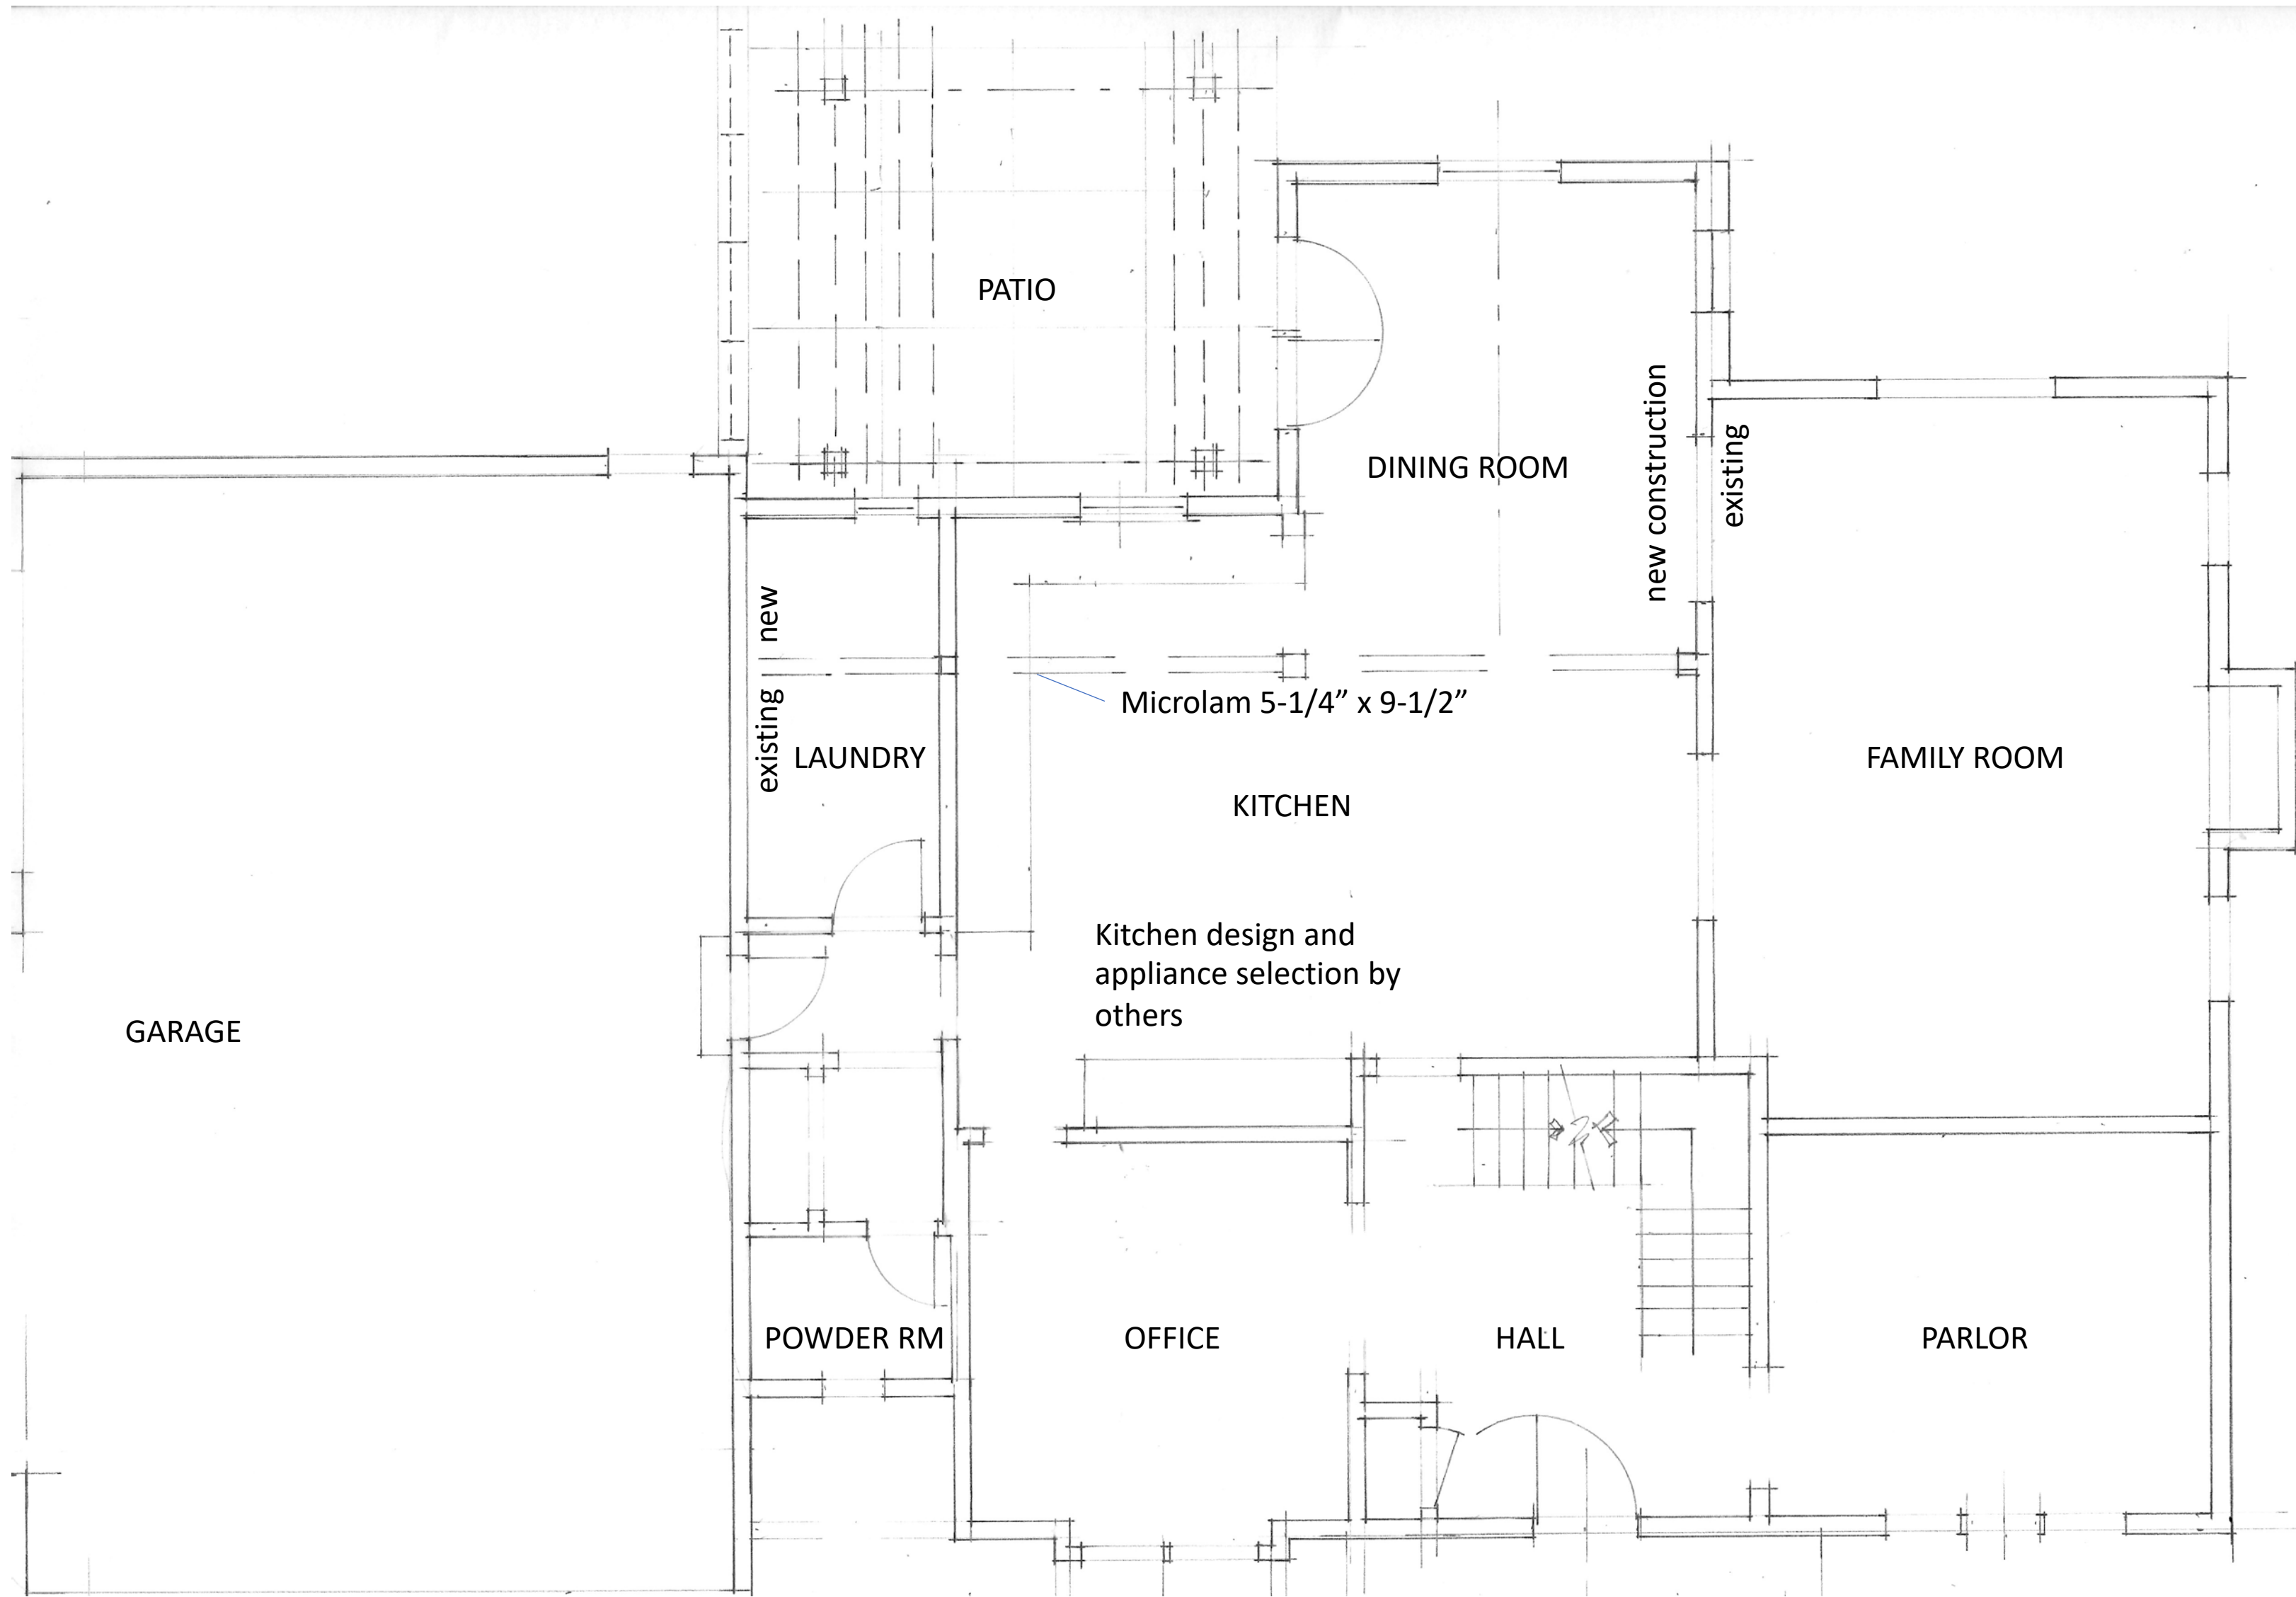 PATIO
new construction
existing
DINING ROOM
new
existing
Microlam 5-1/4” x 9-1/2”
LAUNDRY
FAMILY ROOM
KITCHEN
Kitchen design and
appliance selection by
others
GARAGE
POWDER RM
OFFICE
HALL
PARLOR